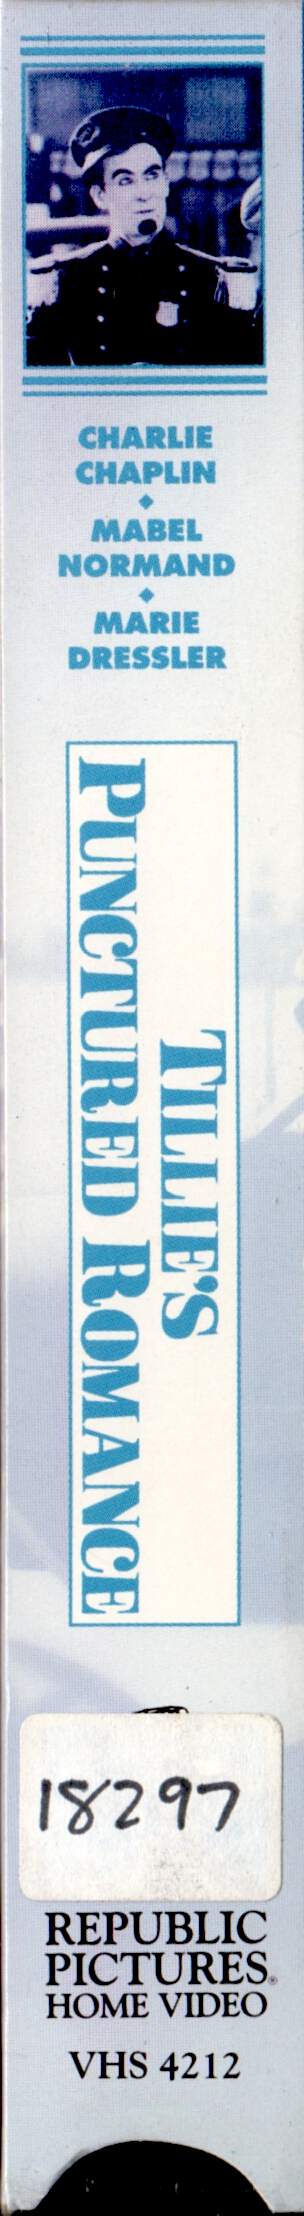 CHARLIE
CHAPLIN
◆
MABEL
NORMAND
◆
MARIE
DRESSLER
TILLIE'S
PUNCTURED ROMANCE
18297
REPUBLIC
PICTURES®
HOME VIDEO
VHS 4212